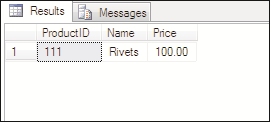 Results Messages
ProductID Name Price
1 111 Rivets 100.00